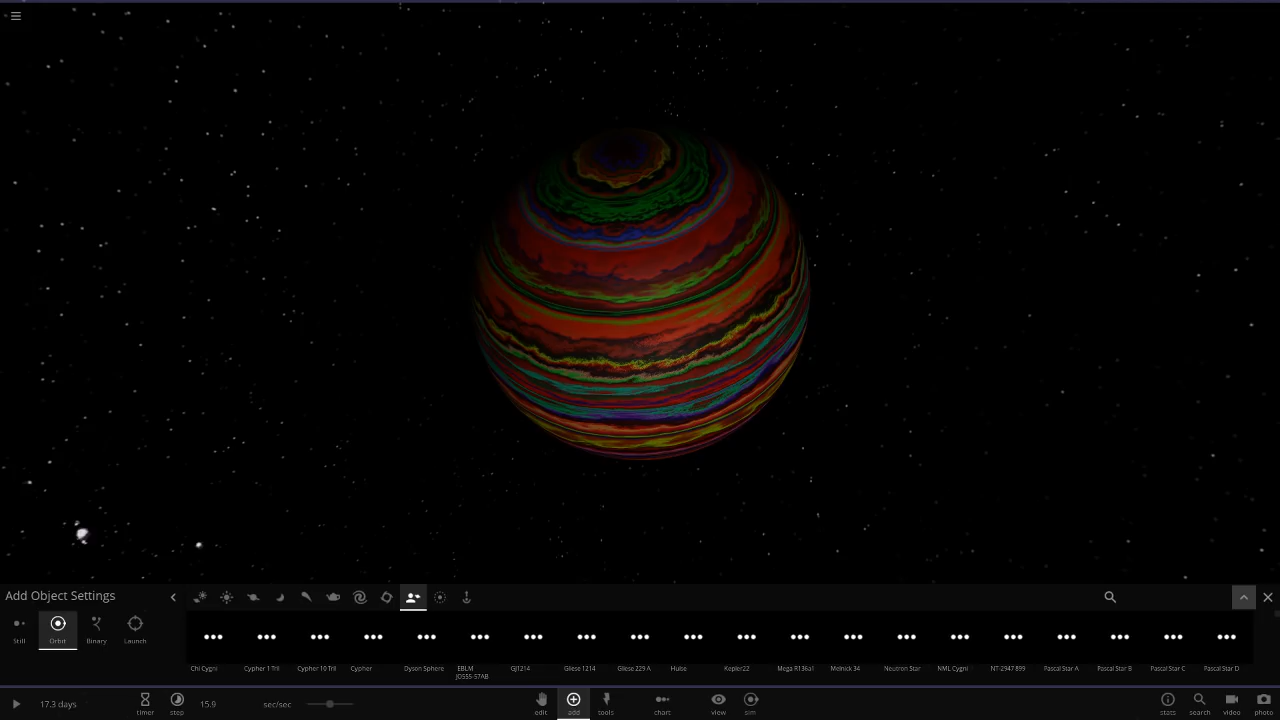 Add Object Settings
Still
Orbit
Binary
Launch
Chi Cygni
Cypher 1 Tril
Cypher 10 Tril
Cypher
Dyson Sphere
EBLM
J0555-57AB
GJ1214
Gliese 1214
Gliese 229 A
Hube
Kepler22
Mega R136a1
Melnick 34
Neutron Star
NML Cygni
NT-2947 899
Pascal Star A
Pascal Star B
Pascal Star C
Pascal Star D
17.3 days
timer
step
15.9
sec/sec
edit
add
tools
chart
view
sim
stats
search
video
photo